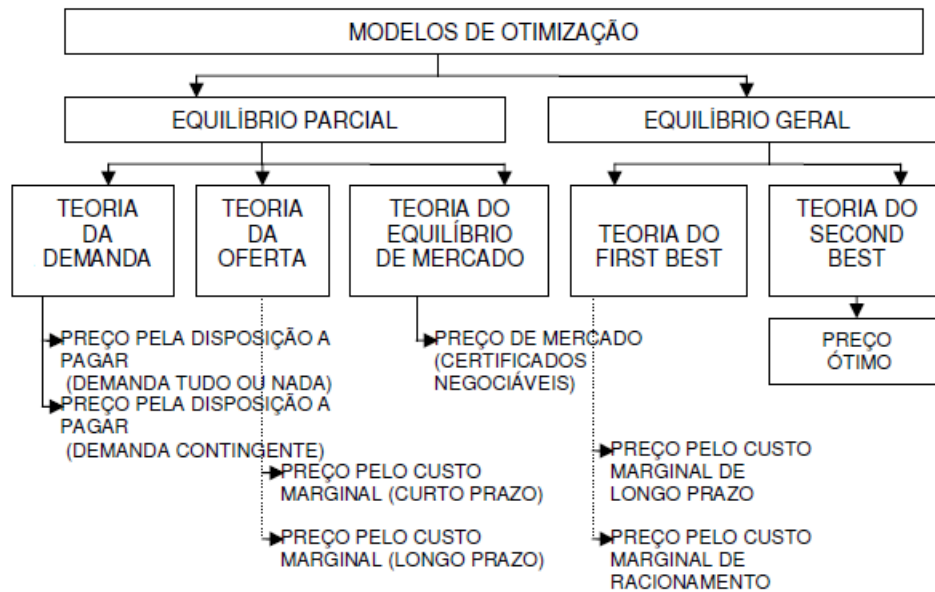 MODELOS DE OTIMIZAÇÃO
EQUILÍBRIO PARCIAL
EQUILÍBRIO GERAL
TEORIA
DA
DEMANDA
TEORIA
DA
OFERTA
TEORIA DO
EQUILÍBRIO
DE MERCADO
TEORIA DO
FIRST BEST
TEORIA DO
SECOND
BEST
PREÇO PELA DISPOSIÇÃO A
PAGAR
(DEMANDA TUDO OU NADA)
PREÇO PELA DISPOSIÇÃO A
PAGAR
(DEMANDA CONTINGENTE)
PREÇO PELO CUSTO
MARGINAL (CURTO PRAZO)
PREÇO PELO CUSTO
MARGINAL (LONGO PRAZO)
PREÇO DE MERCADO
(CERTIFICADOS
NEGOCIÁVEIS)
PREÇO PELO CUSTO
MARGINAL DE
LONGO PRAZO
PREÇO PELO CUSTO
MARGINAL DE
RACIONAMENTO
PREÇO
ÓTIMO